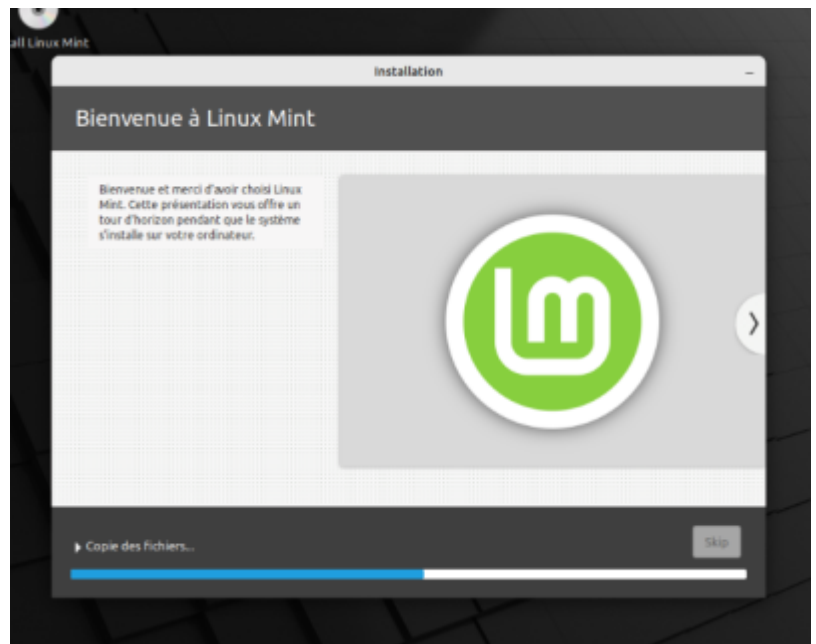 all Linux Mint
Installation
Bienvenue à Linux Mint
Bienvenue et merci d'avoir choisi Linux
Mint. Cette présentation vous offre un
tour d'horizon pendant que le système
s'installe sur votre ordinateur.
Copie des fichiers...
Skip